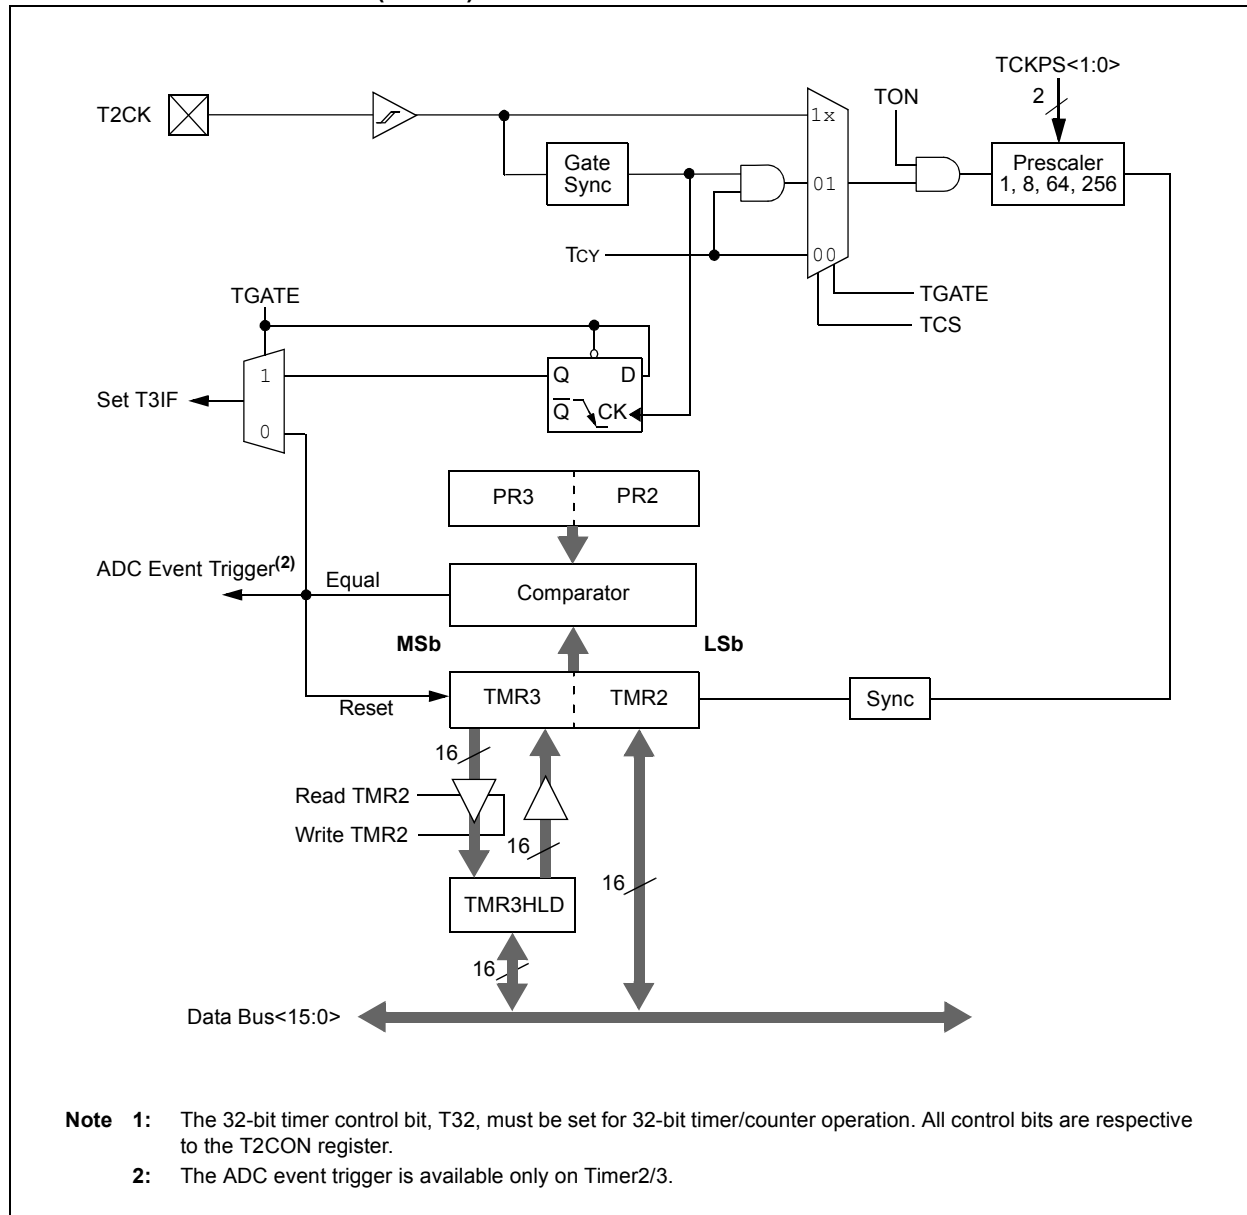 TCKPS<1:0>
T2CK
TON
2
1x
Gate
Sync
Prescaler
1, 8, 64, 256
01
TCY
00
TGATE
TGATE
TCS
1
Q
D
Set T3IF
Q
CK
0
PR3
PR2
ADC Event Trigger(2)
Equal
Comparator
MSb
LSb
TMR3
TMR2
Sync
Reset
16
Read TMR2
Write TMR2
16
16
TMR3HLD
16
Data Bus<15:0>
Note 1: The 32-bit timer control bit, T32, must be set for 32-bit timer/counter operation. All control bits are respective
to the T2CON register.
2: The ADC event trigger is available only on Timer2/3.